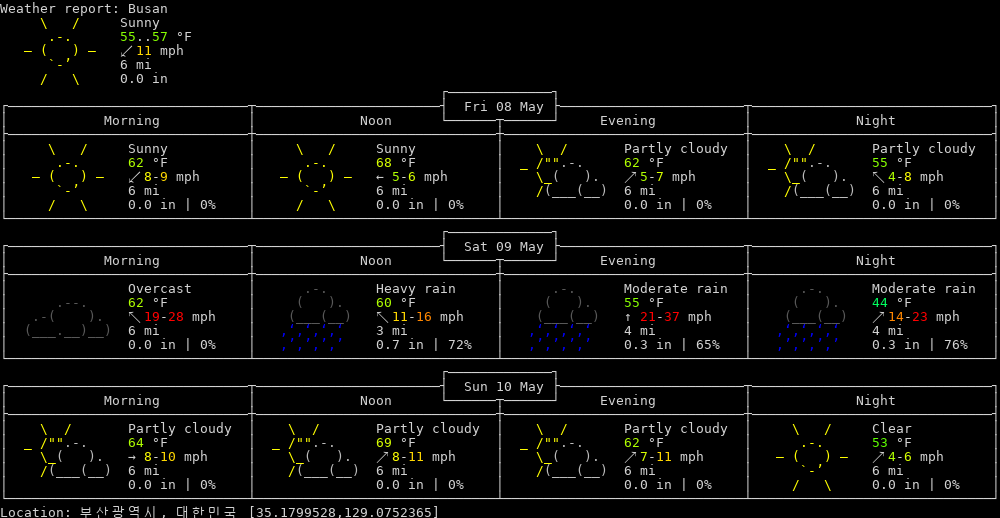 Weather report: Busan
Sunny
55..57 °F
↙ 11 mph
6 mi
0.0 in
Fri 08 May
Morning Noon Evening Night
Sunny Sunny Partly cloudy Partly cloudy
62 °F 68 °F 62 °F 55 °F
↙ 8-9 mph ← 5-6 mph ↗ 5-7 mph ↖ 4-8 mph
6 mi 6 mi 6 mi 6 mi
0.0 in | 0% 0.0 in | 0% 0.0 in | 0% 0.0 in | 0%
Sat 09 May
Morning Noon Evening Night
Overcast Heavy rain Moderate rain Moderate rain
62 °F 60 °F 55 °F 44 °F
↖ 19-28 mph ↖ 11-16 mph ↑ 21-37 mph ↗ 14-23 mph
6 mi 3 mi 4 mi 4 mi
0.0 in | 0% 0.7 in | 72% 0.3 in | 65% 0.3 in | 76%
Sun 10 May
Morning Noon Evening Night
Partly cloudy Partly cloudy Partly cloudy Clear
64 °F 69 °F 62 °F 53 °F
→ 8-10 mph ↗ 8-11 mph ↗ 7-11 mph ↗ 4-6 mph
6 mi 6 mi 6 mi 6 mi
0.0 in | 0% 0.0 in | 0% 0.0 in | 0% 0.0 in | 0%
Location: 부산광역시, 대한민국 [35.1799528,129.0752365]